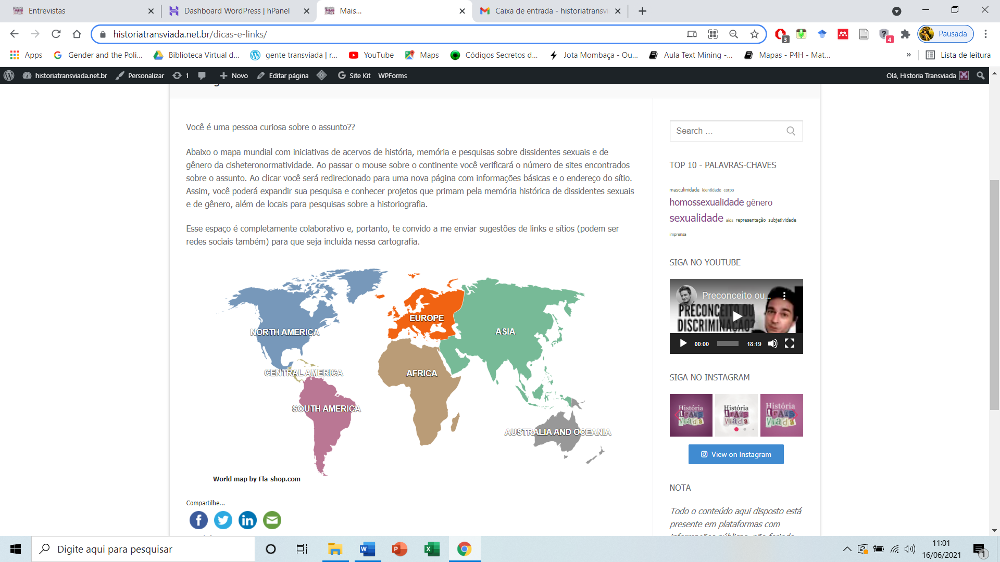 Entrevistas
Dashboard WordPress | hPanel
Mais...
Caixa de entrada - historiatransvi
historiatransviada.net.br/dicas-e-links/
3
4
Pausada
Apps
Gender and the Poli...
Biblioteca Virtual d...
gente transviada | r...
YouTube
Maps
Códigos Secretos d...
Jota Mombaça - Ou...
Aula Text Mining -...
Mapas - P4H - Mat...
»
Lista de leitura
historiatransviada.net.br
Personalizar
1
Novo
Editar página
Site Kit
WPForms
Olá, Historia Transviada
Você é uma pessoa curiosa sobre o assunto??
Abaixo o mapa mundial com iniciativas de acervos de história, memória e pesquisas sobre dissidentes sexuais e de
gênero da cisheteronormatividade. Ao passar o mouse sobre o continente você verificará o número de sites encontrados
sobre o assunto. Ao clicar você será redirecionado para uma nova página com informações básicas e o endereço do sítio.
Assim, você poderá expandir sua pesquisa e conhecer projetos que primam pela memória histórica de dissidentes sexuais
e de gênero, além de locais para pesquisas sobre a historiografia.
Esse espaço é completamente colaborativo e, portanto, te convido a me enviar sugestões de links e sítios (podem ser
redes sociais também) para que seja incluída nessa cartografia.
NORTH AMERICA
EUROPE
ASIA
CENTRAL AMERICA
AFRICA
SOUTH AMERICA
AUSTRALIA AND OCEANIA
World map by Fla-shop.com
Compartilhe...
Search ...
TOP 10 - PALAVRAS-CHAVES
masculinidade identidade corpo
homossexualidade gênero
sexualidade aids representação subjetividade
imprensa
SIGA NO YOUTUBE
Preconceito ou...
PRECONCEITO OU
DISCRIMINAÇÃO?
00:00
18:19
SIGA NO INSTAGRAM
História
trans
Viada
História
trans
Viada
História
trans
Viada
View on Instagram
NOTA
Todo o conteúdo aqui disposto está
presente em plataformas com
Digite aqui para pesquisar
11:01
16/06/2021
1